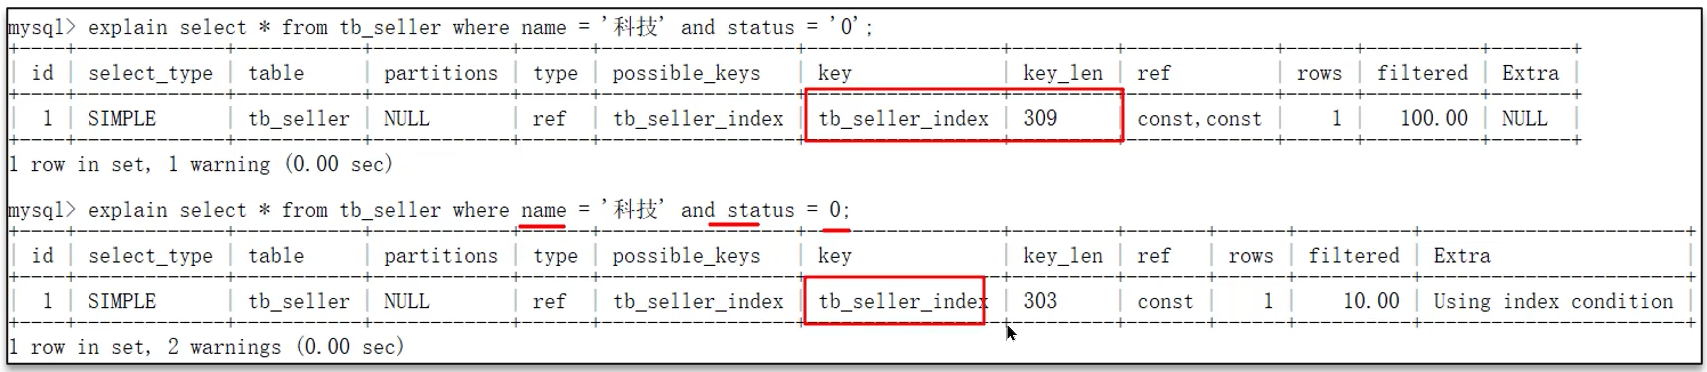 mysql> explain select * from tb_seller where name = '科技' and status = '0';
| id | select_type | table | partitions | type | possible_keys | key | key_len | ref | rows | filtered | Extra |
| 1 | SIMPLE | tb_seller | NULL | ref | tb_seller_index | tb_seller_index | 309 | const,const | 1 | 100.00 | NULL |
1 row in set, 1 warning (0.00 sec)
mysql> explain select * from tb_seller where name = '科技' and status = 0;
| id | select_type | table | partitions | type | possible_keys | key | key_len | ref | rows | filtered | Extra |
| 1 | SIMPLE | tb_seller | NULL | ref | tb_seller_index | tb_seller_index | 303 | const | 1 | 10.00 | Using index condition |
1 row in set, 2 warnings (0.00 sec)